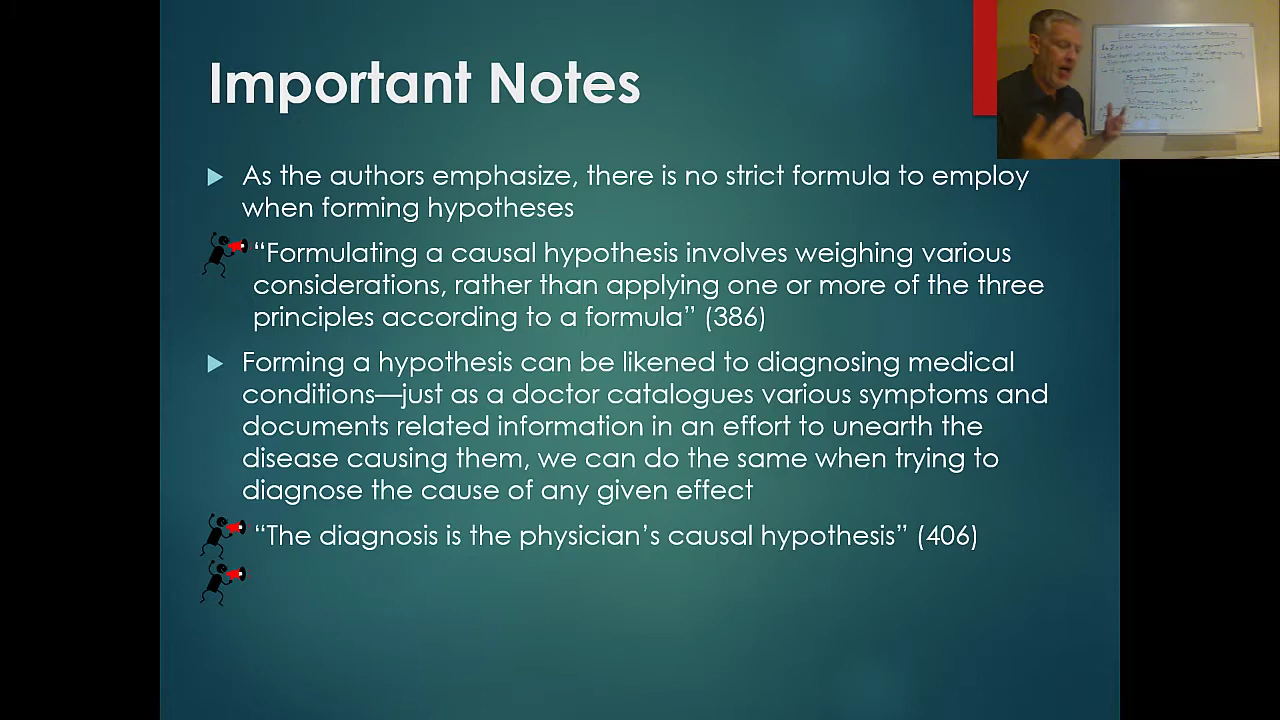 Important Notes
As the authors emphasize, there is no strict formula to employ
when forming hypotheses
“Formulating a causal hypothesis involves weighing various
considerations, rather than applying one or more of the three
principles according to a formula” (386)
Forming a hypothesis can be likened to diagnosing medical
conditions—just as a doctor catalogues various symptoms and
documents related information in an effort to unearth the
disease causing them, we can do the same when trying to
diagnose the cause of any given effect
“The diagnosis is the physician’s causal hypothesis” (406)
Lecture 6 - Inductive Reasoning